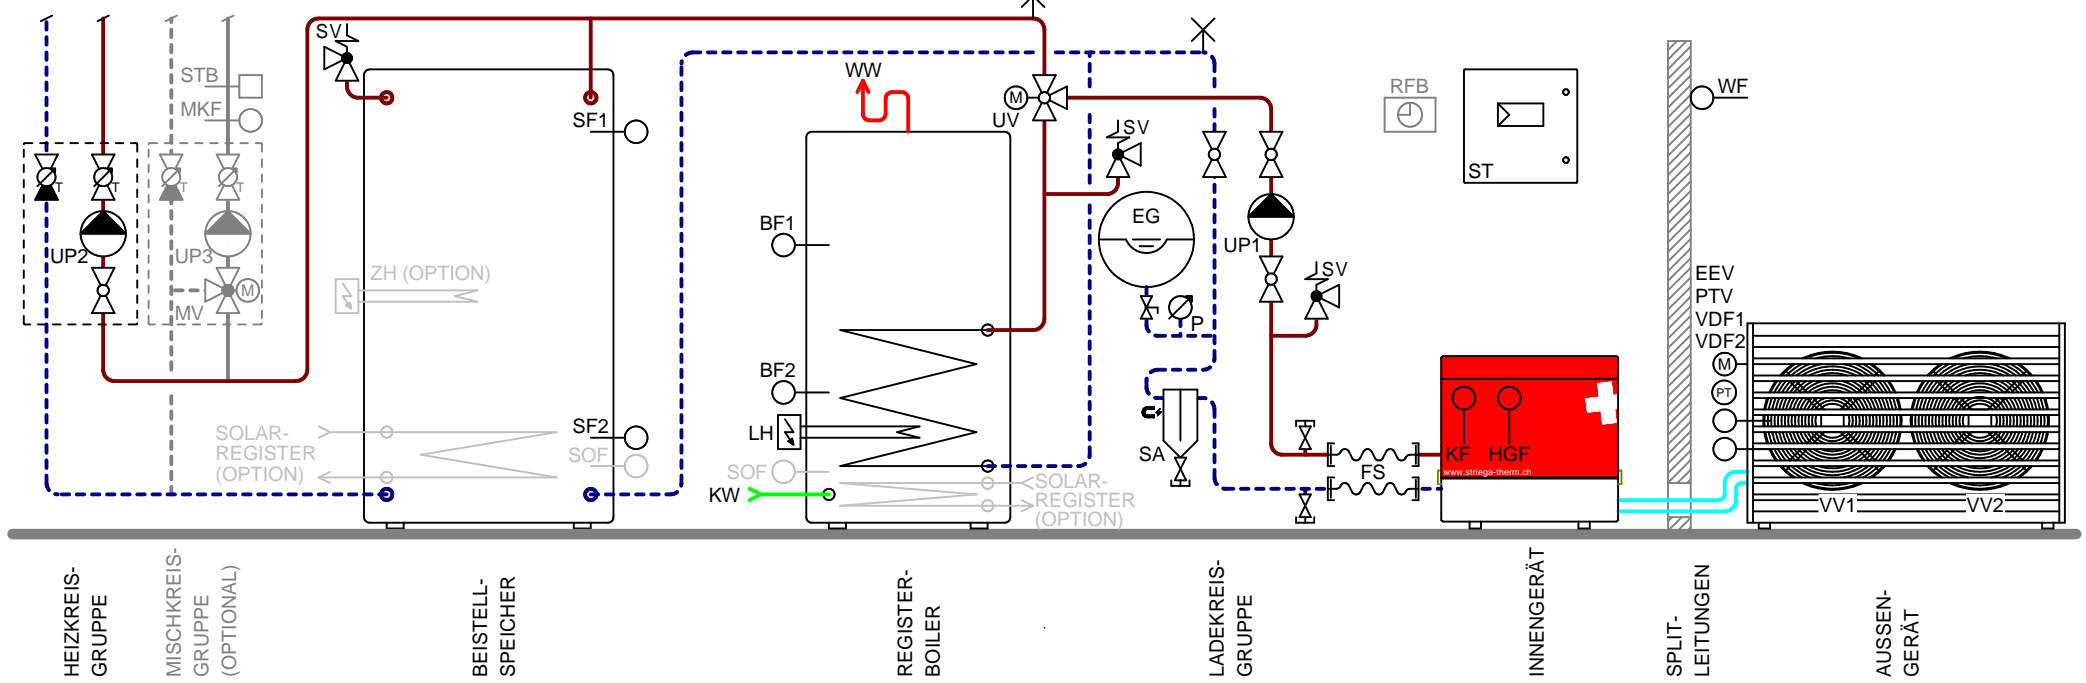 SV
STB
MKF
T
T
T
T
UP2
UP3
M
MV
SF1
ZH (OPTION)
SF2
SOF
SOLAR-
REGISTER
(OPTION)
WW
M
UV
SV
BF1
EG
UP1
SV
P
BF2
LH
SOF
KW
SOLAR-
REGISTER
(OPTION)
SA
FS
RFB
ST
WF
KF
HGF
www.striega-therm.ch
EEV
PTV
VDF1
VDF2
M
PT
VV1
VV2
HEIZKREIS-
GRUPPE
MISCHKREIS-
GRUPPE
(OPTIONAL)
BEISTELL-
SPEICHER
REGISTER-
BOILER
LADEKREIS-
GRUPPE
INNENGERÄT
SPLIT-
LEITUNGEN
AUSSEN-
GERÄT